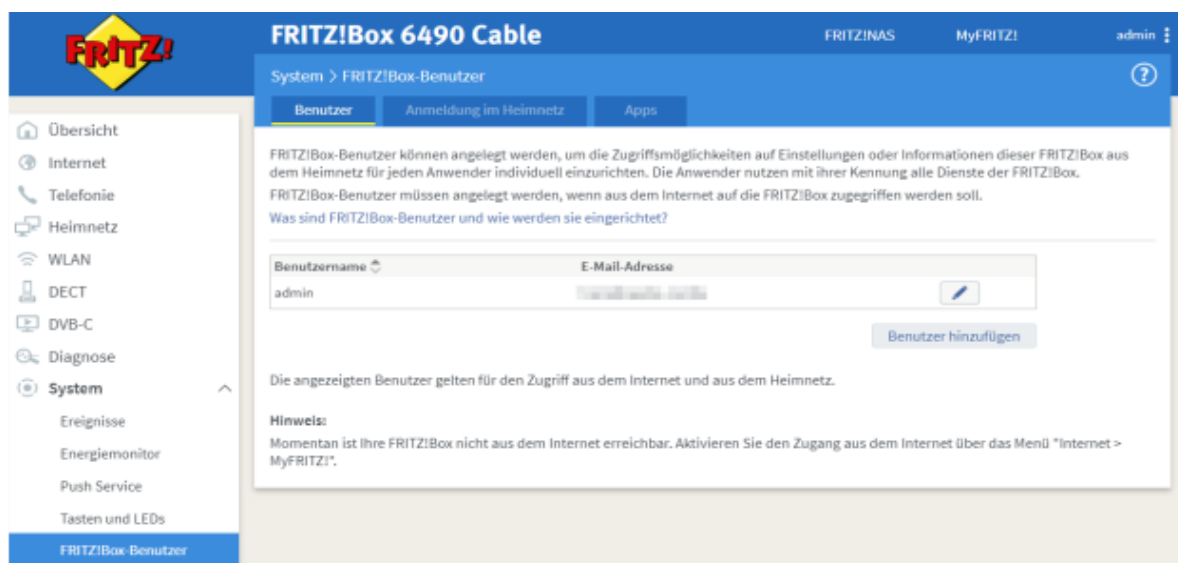 FRITZ!
FRITZ!Box 6490 Cable
FRITZ!NAS
MyFRITZ!
admin
System > FRITZ!Box-Benutzer
?
Benutzer
Anmeldung im Heimnetz
Apps
Übersicht
Internet
Telefonie
Heimnetz
WLAN
DECT
DVB-C
Diagnose
System
Ereignisse
Energiemonitor
Push Service
Tasten und LEDs
FRITZ!Box-Benutzer
FRITZ!Box-Benutzer können angelegt werden, um die Zugriffsmöglichkeiten auf Einstellungen oder Informationen dieser FRITZ!Box aus
dem Heimnetz für jeden Anwender individuell einzurichten. Die Anwender nutzen mit ihrer Kennung alle Dienste der FRITZ!Box.
FRITZ!Box-Benutzer müssen angelegt werden, wenn aus dem Internet auf die FRITZ!Box zugegriffen werden soll.
Was sind FRITZ!Box-Benutzer und wie werden sie eingerichtet?
Benutzername
E-Mail-Adresse
admin
Benutzer hinzufügen
Die angezeigten Benutzer gelten für den Zugriff aus dem Internet und aus dem Heimnetz.
Hinweis:
Momentan ist Ihre FRITZ!Box nicht aus dem Internet erreichbar. Aktivieren Sie den Zugang aus dem Internet über das Menü "Internet >
MyFRITZ!".